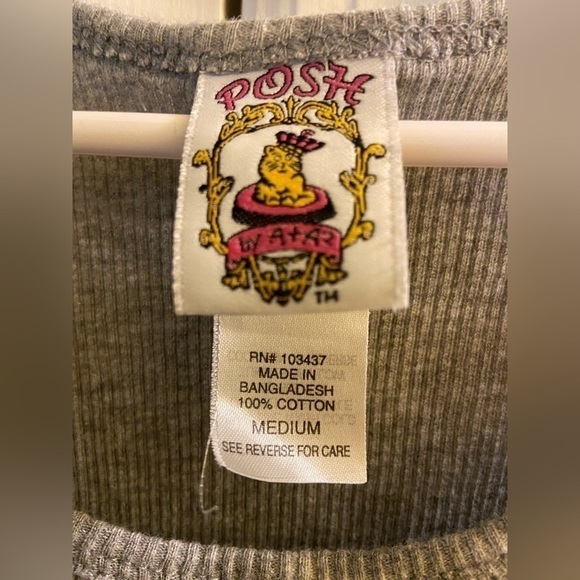 POSH
by A+A
TM
RN# 103437
MADE IN
BANGLADESH
100% COTTON
MEDIUM
SEE REVERSE FOR CARE